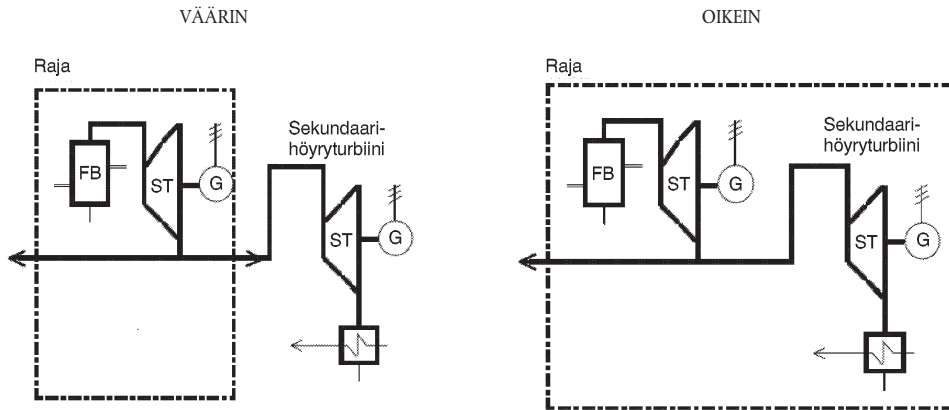 VÄÄRIN
Raja
Sekundaari-
höyryturbiini
FB
ST
G
ST
G
OIKEIN
Raja
Sekundaari-
höyryturbiini
FB
ST
G
ST
G